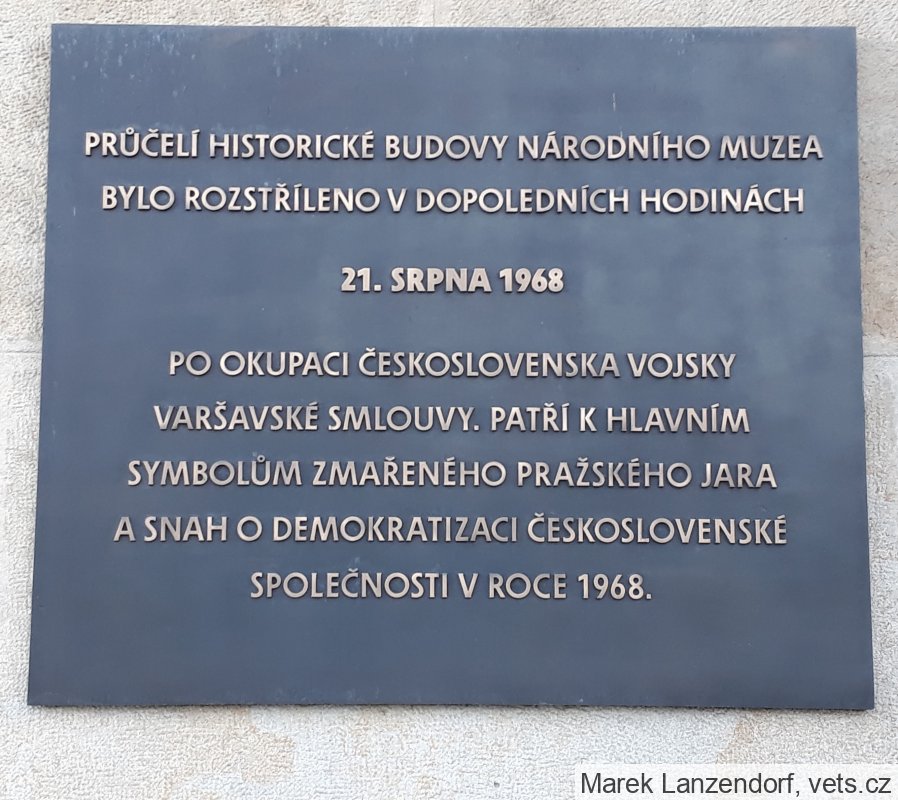 PRŮČELÍ HISTORICKÉ BUDOVY NÁRODNÍHO MUZEA
BYLO ROZSTŘÍLENO V DOPOLEDNÍCH HODINÁCH
21. SRPNA 1968
PO OKUPACI ČESKOSLOVENSKA VOJSKY
VARŠAVSKÉ SMLOUVY. PATŘÍ K HLAVNÍM
SYMBOLŮM ZMAŘENÉHO PRAŽSKÉHO JARA
A SNAH O DEMOKRATIZACI ČESKOSLOVENSKÉ
SPOLEČNOSTI V ROCE 1968.
Marek Lanzendorf, vets.cz